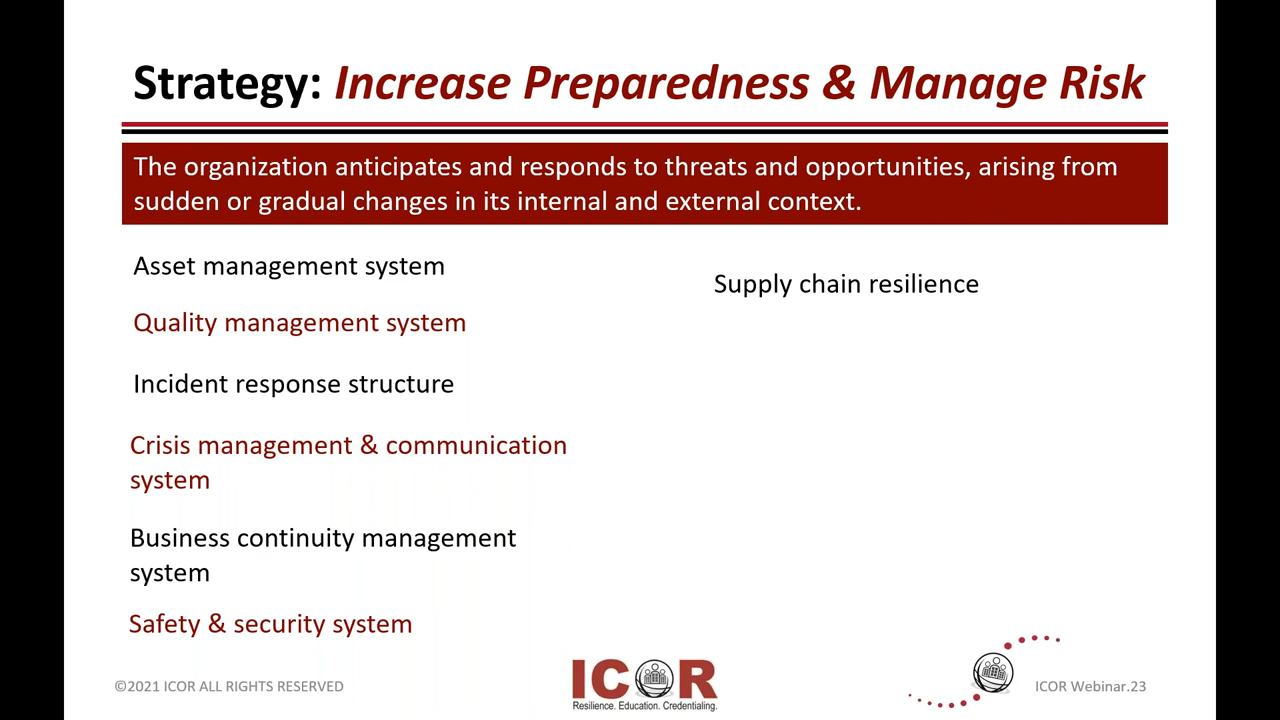 Strategy: Increase Preparedness & Manage Risk
The organization anticipates and responds to threats and opportunities, arising from
sudden or gradual changes in its internal and external context.
Asset management system
Quality management system
Incident response structure
Crisis management & communication
system
Business continuity management
system
Safety & security system
Supply chain resilience
©2021 ICOR ALL RIGHTS RESERVED
ICOR
Resilience. Education. Credentialing.
ICOR Webinar.23